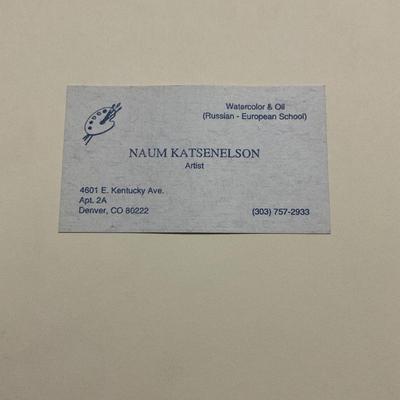 Watercolor & Oil
(Russian - European School)
NAUM KATSENELSON
Artist
4601 E. Kentucky Ave.
Apt. 2A
Denver, CO 80222
(303) 757-2933